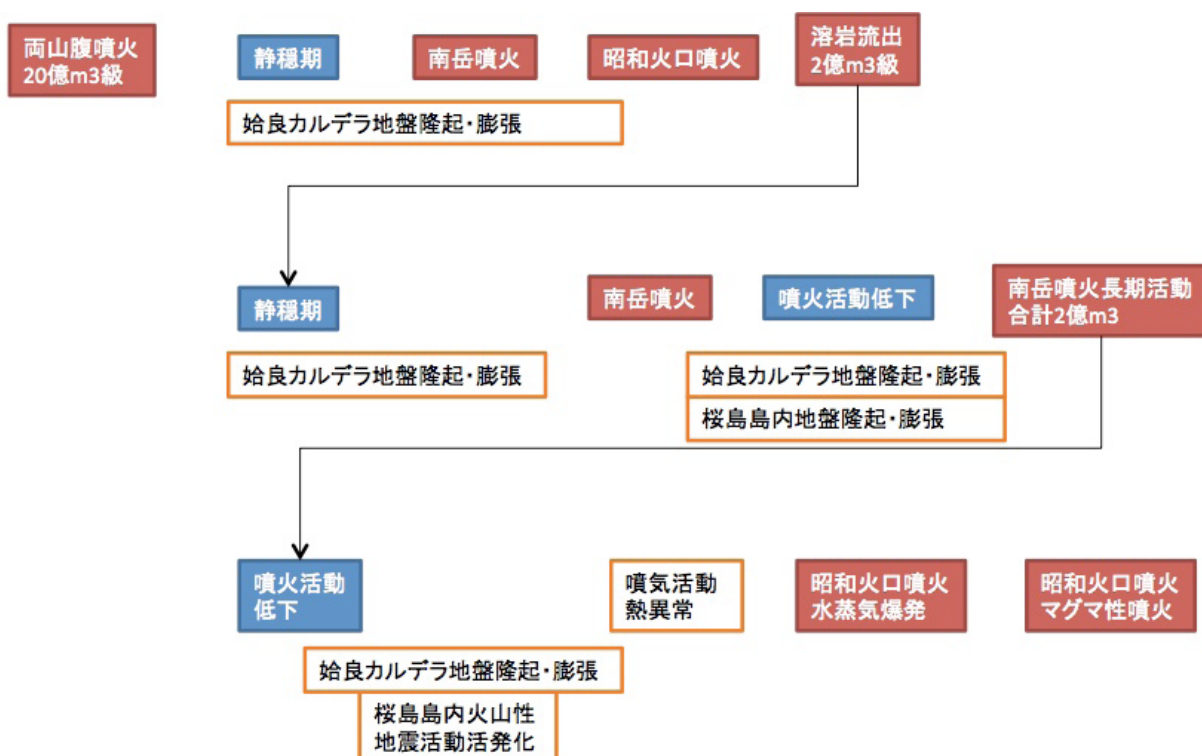 両山腹噴火
20億m3級
静穏期
南岳噴火
昭和火口噴火
溶岩流出
2億m3級
姶良カルデラ地盤隆起・膨張
静穏期
南岳噴火
噴火活動低下
南岳噴火長期活動
合計2億m3
姶良カルデラ地盤隆起・膨張
姶良カルデラ地盤隆起・膨張
桜島島内地盤隆起・膨張
噴火活動
低下
噴気活動
熱異常
昭和火口噴火
水蒸気爆発
昭和火口噴火
マグマ性噴火
姶良カルデラ地盤隆起・膨張
桜島島内火山性
地震活動活発化